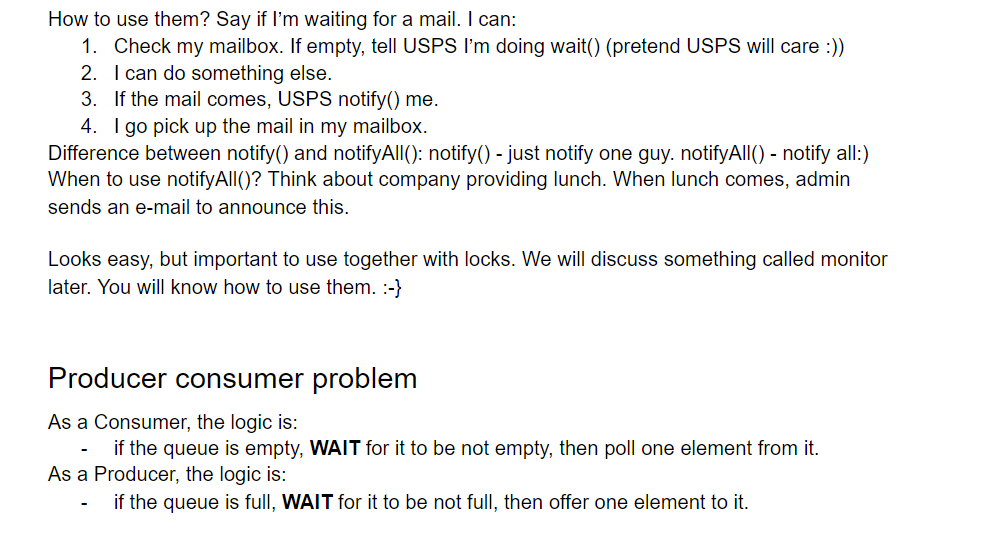 How to use them? Say if I'm waiting for a mail. I can:
1. Check my mailbox. If empty, tell USPS I'm doing wait() (pretend USPS will care :))
2. I can do something else.
3. If the mail comes, USPS notify() me.
4. I go pick up the mail in my mailbox.
Difference between notify() and notifyAll(): notify() - just notify one guy. notifyAll() - notify all:)
When to use notifyAll()? Think about company providing lunch. When lunch comes, admin
sends an e-mail to announce this.
Looks easy, but important to use together with locks. We will discuss something called monitor
later. You will know how to use them. :-}
Producer consumer problem
As a Consumer, the logic is:
- if the queue is empty, WAIT for it to be not empty, then poll one element from it.
As a Producer, the logic is:
- if the queue is full, WAIT for it to be not full, then offer one element to it.